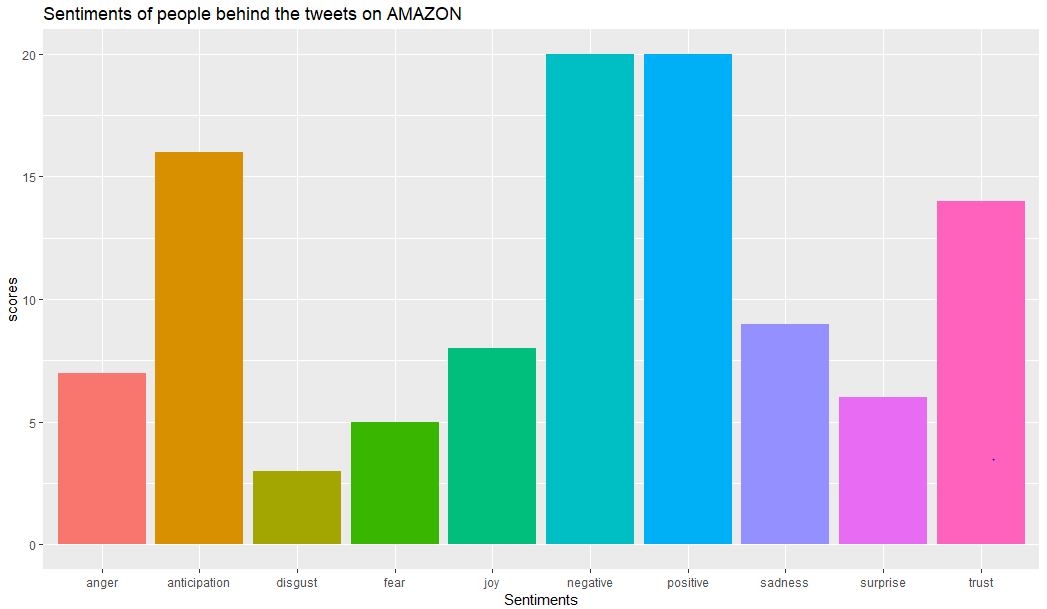 Sentiments of people behind the tweets on AMAZON
20
15
10
5
0
scores
anger anticipation disgust fear joy negative positive sadness surprise trust
Sentiments